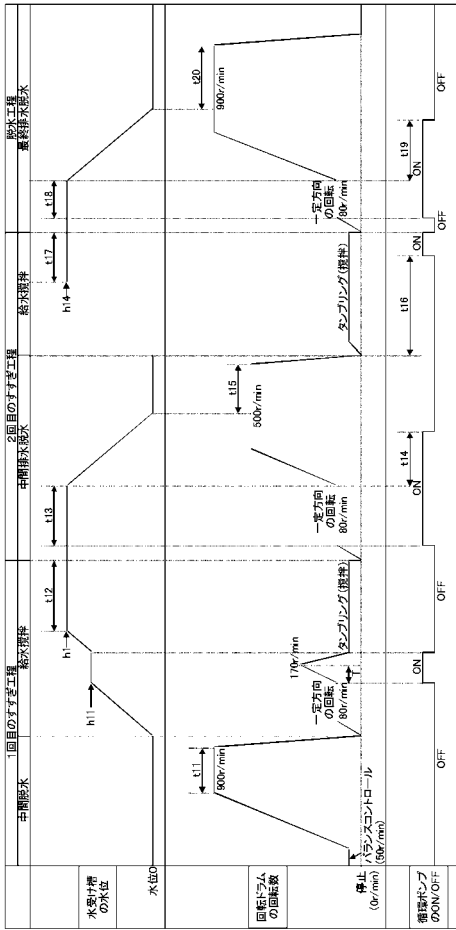 1回目のすすぎ工程
2回目のすすぎ工程
脱水工程
中間脱水
給水撹拌
中間排水脱水
給水撹拌
最終排水脱水
水受け槽
の水位
水位0
h11
h1
t12
t13
h14
t17
t18
回転ドラム
の回転数
停止
(0r/min)
バランスコントロール
(50r/min)
t11
900r/min
一定方向
の回転
80r/min
170r/min
T
タンブリング(撹拌)
一定方向
の回転
80r/min
500r/min
t15
タンブリング(撹拌)
一定方向
の回転
80r/min
900r/min
t20
循環ポンプ
のON/OFF
OFF
ON
OFF
ON
t14
t16
ON
OFF
ON
t19
OFF